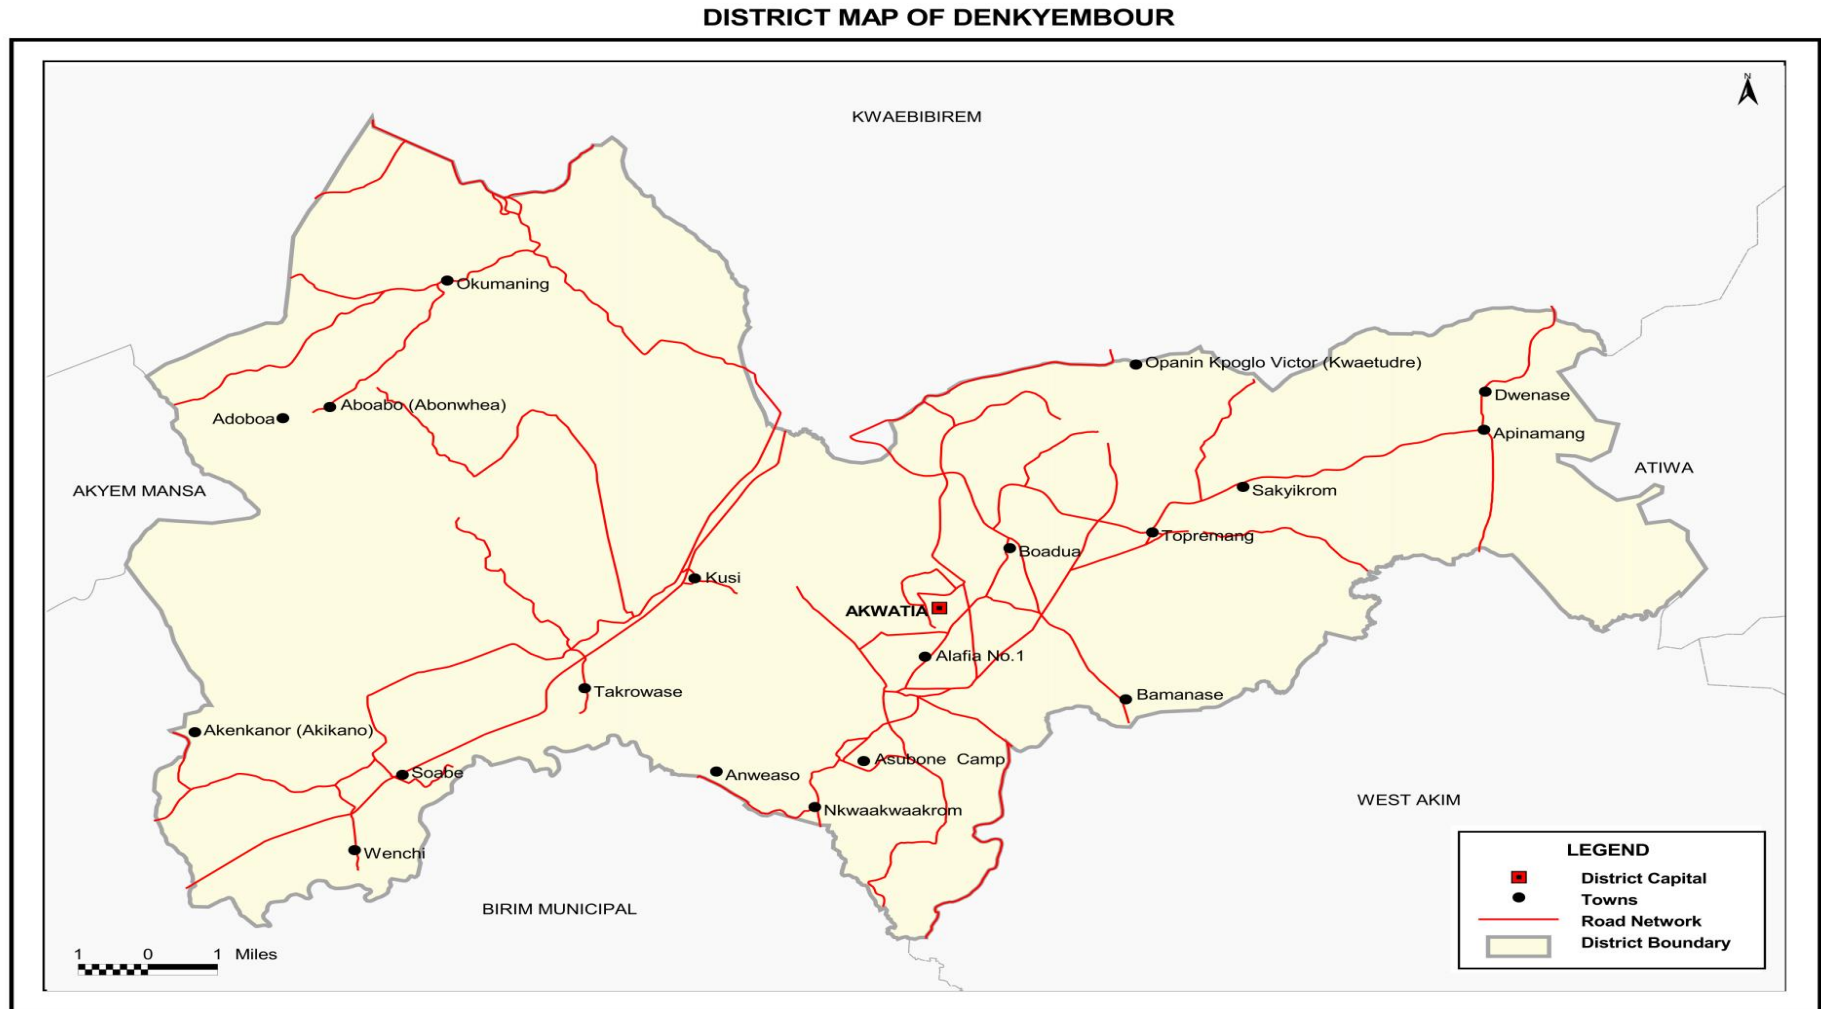 DISTRICT MAP OF DENKYEMBOUR
N
KWAEBIBIREM
Okumaning
Opanin Kpoglo Victor (Kwaetudre)
Dwenase
Aboabo (Abonwhea)
Adoboa
Apinamang
ATIWA
AKYEM MANSA
Sakyikrom
Topremang
Boadua
Kusi
AKWATIA
Alafia No.1
Takrowase
Bamanase
Akenkanor (Akikano)
Asubone Camp
Soabe
Anweaso
WEST AKIM
Nkwaakwaakrom
Wenchi
BIRIM MUNICIPAL
LEGEND
District Capital
Towns
Road Network
District Boundary
1 0 1 Miles